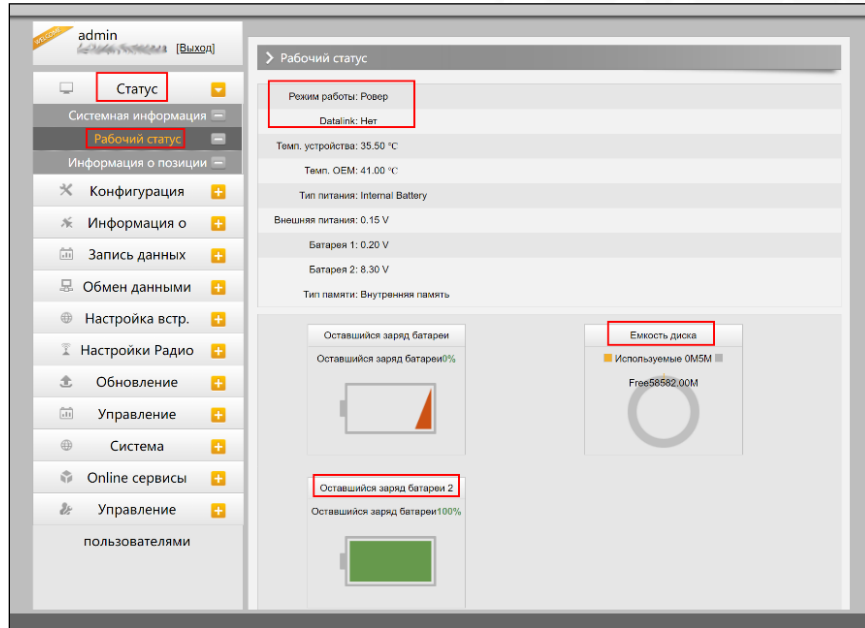 WELCOME
admin
[Выход]
Статус
Системная информация
Рабочий статус
Информация о позиции
Конфигурация
Информация о
Запись данных
Обмен данными
Настройка встр.
Настройки Радио
Обновление
Управление
Система
Online сервисы
Управление
пользователями
Рабочий статус
Режим работы: Ровер
Datalink: Нет
Темп. устройства: 35.50 °C
Темп. OEM: 41.00 °C
Тип питания: Internal Battery
Внешняя питания: 0.15 V
Батарея 1: 0.20 V
Батарея 2: 8.30 V
Тип памяти: Внутренняя память
Оставшийся заряд батареи
Оставшийся заряд батареи0%
Емкость диска
Используемые 0M5M
Free58582.00M
Оставшийся заряд батареи 2
Оставшийся заряд батареи100%